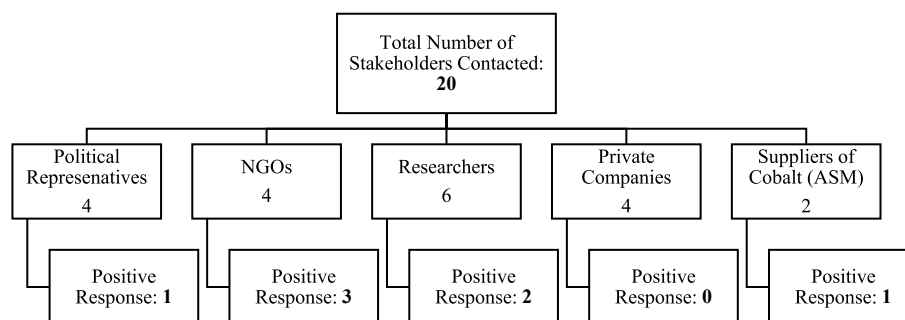 Total Number of
Stakeholders Contacted:
20
Political
Represenatives
4
NGOs
4
Researchers
6
Private
Companies
4
Suppliers of
Cobalt (ASM)
2
Positive
Response: 1
Positive
Response: 3
Positive
Response: 2
Positive
Response: 0
Positive
Response: 1